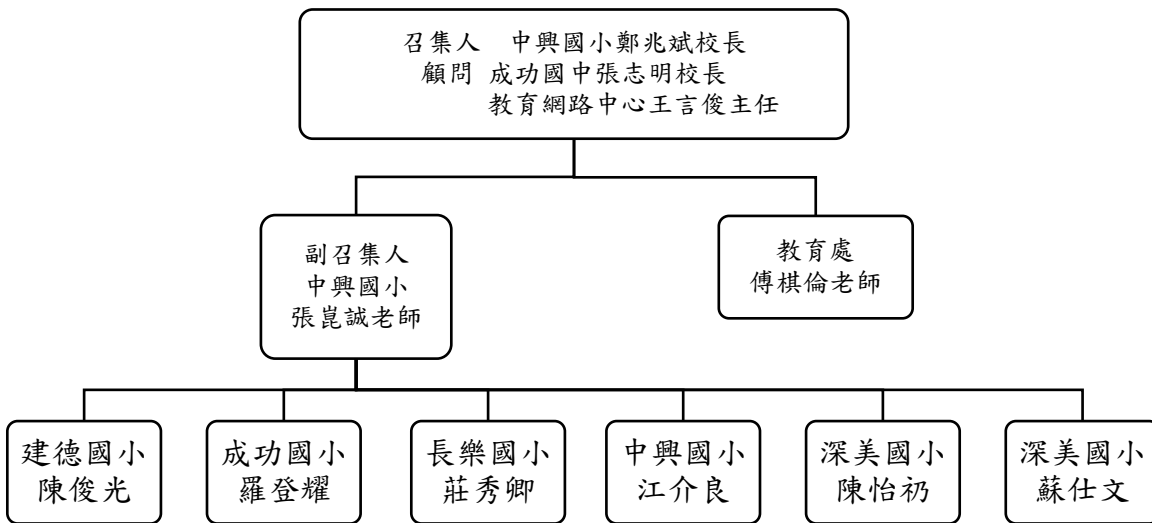 召集人 中興國小鄭兆斌校長
顧問 成功國中張志明校長
教育網路中心王言俊主任
副召集人
中興國小
張崑誠老師
教育處
傅棋倫老師
建德國小
陳俊光
成功國小
羅登耀
長樂國小
莊秀卿
中興國小
江介良
深美國小
陳怡礽
深美國小
蘇仕文